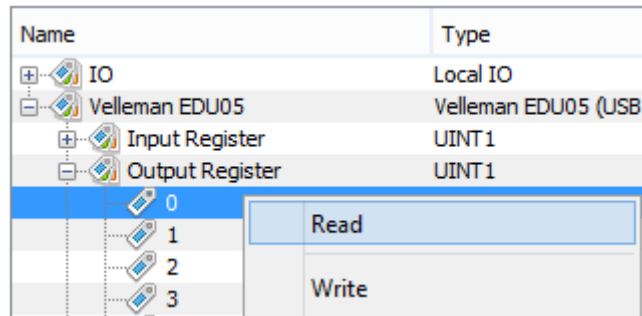 Name Type
IO Local IO
Velleman EDU05 Velleman EDU05 (USB
Input Register UINT1
Output Register UINT1
0
Read
1
2
Write
3